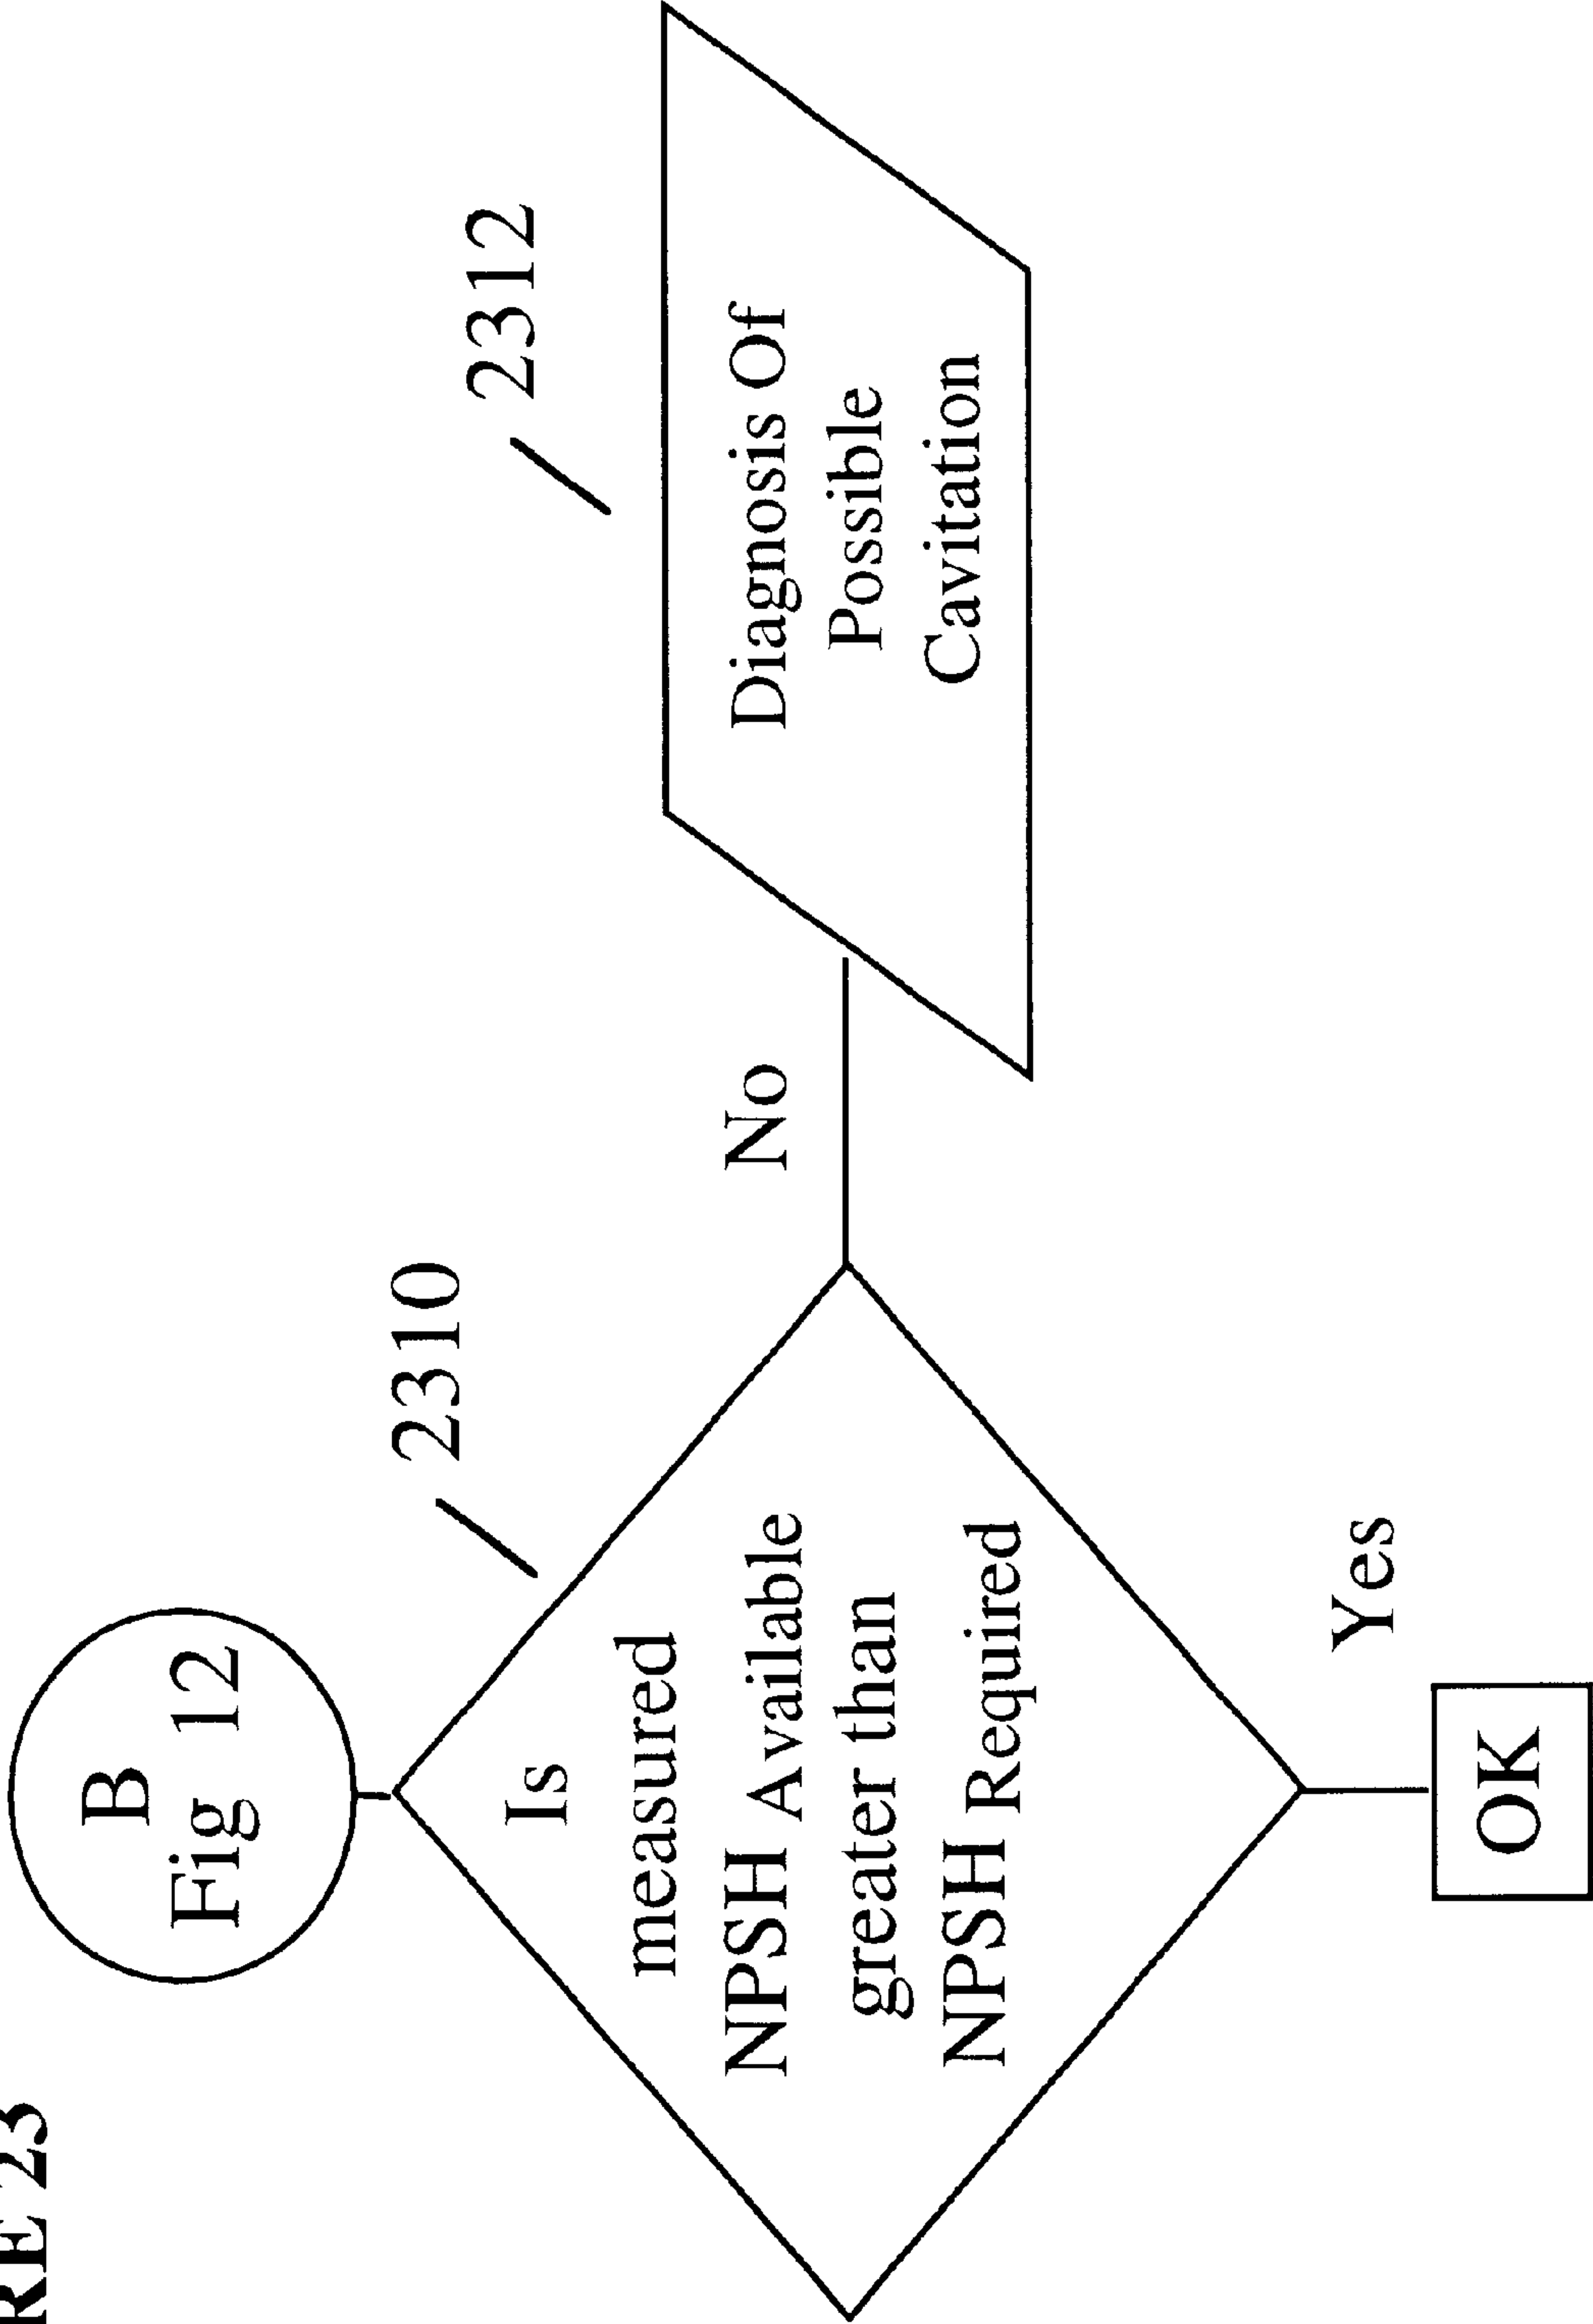 RE 23
B
Fig 12
2310
Is
measured
NPSH Available
greater than
NPSH Required
No
2312
Diagnosis Of
Possible
Cavitation
Yes
OK